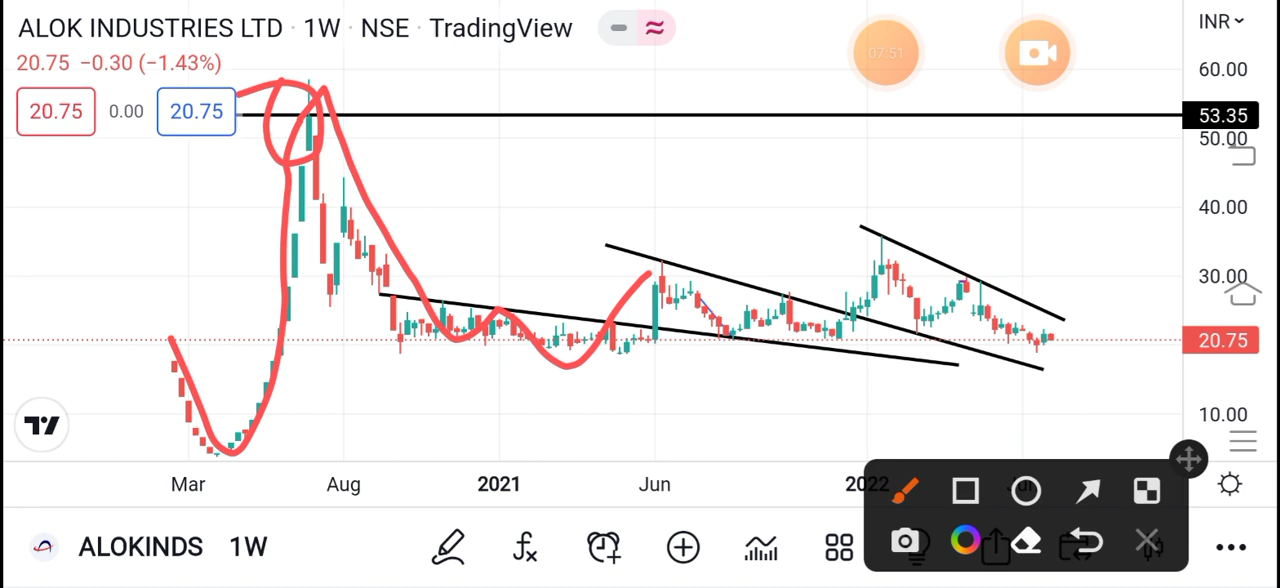 ALOK INDUSTRIES LTD · 1W · NSE · TradingView
INR
20.75 −0.30 (−1.43%)
07:51
60.00
20.75 0.00 20.75
53.35
50.00
40.00
30.00
20.75
10.00
Mar Aug 2021 Jun 2022
ALOKINDS 1W